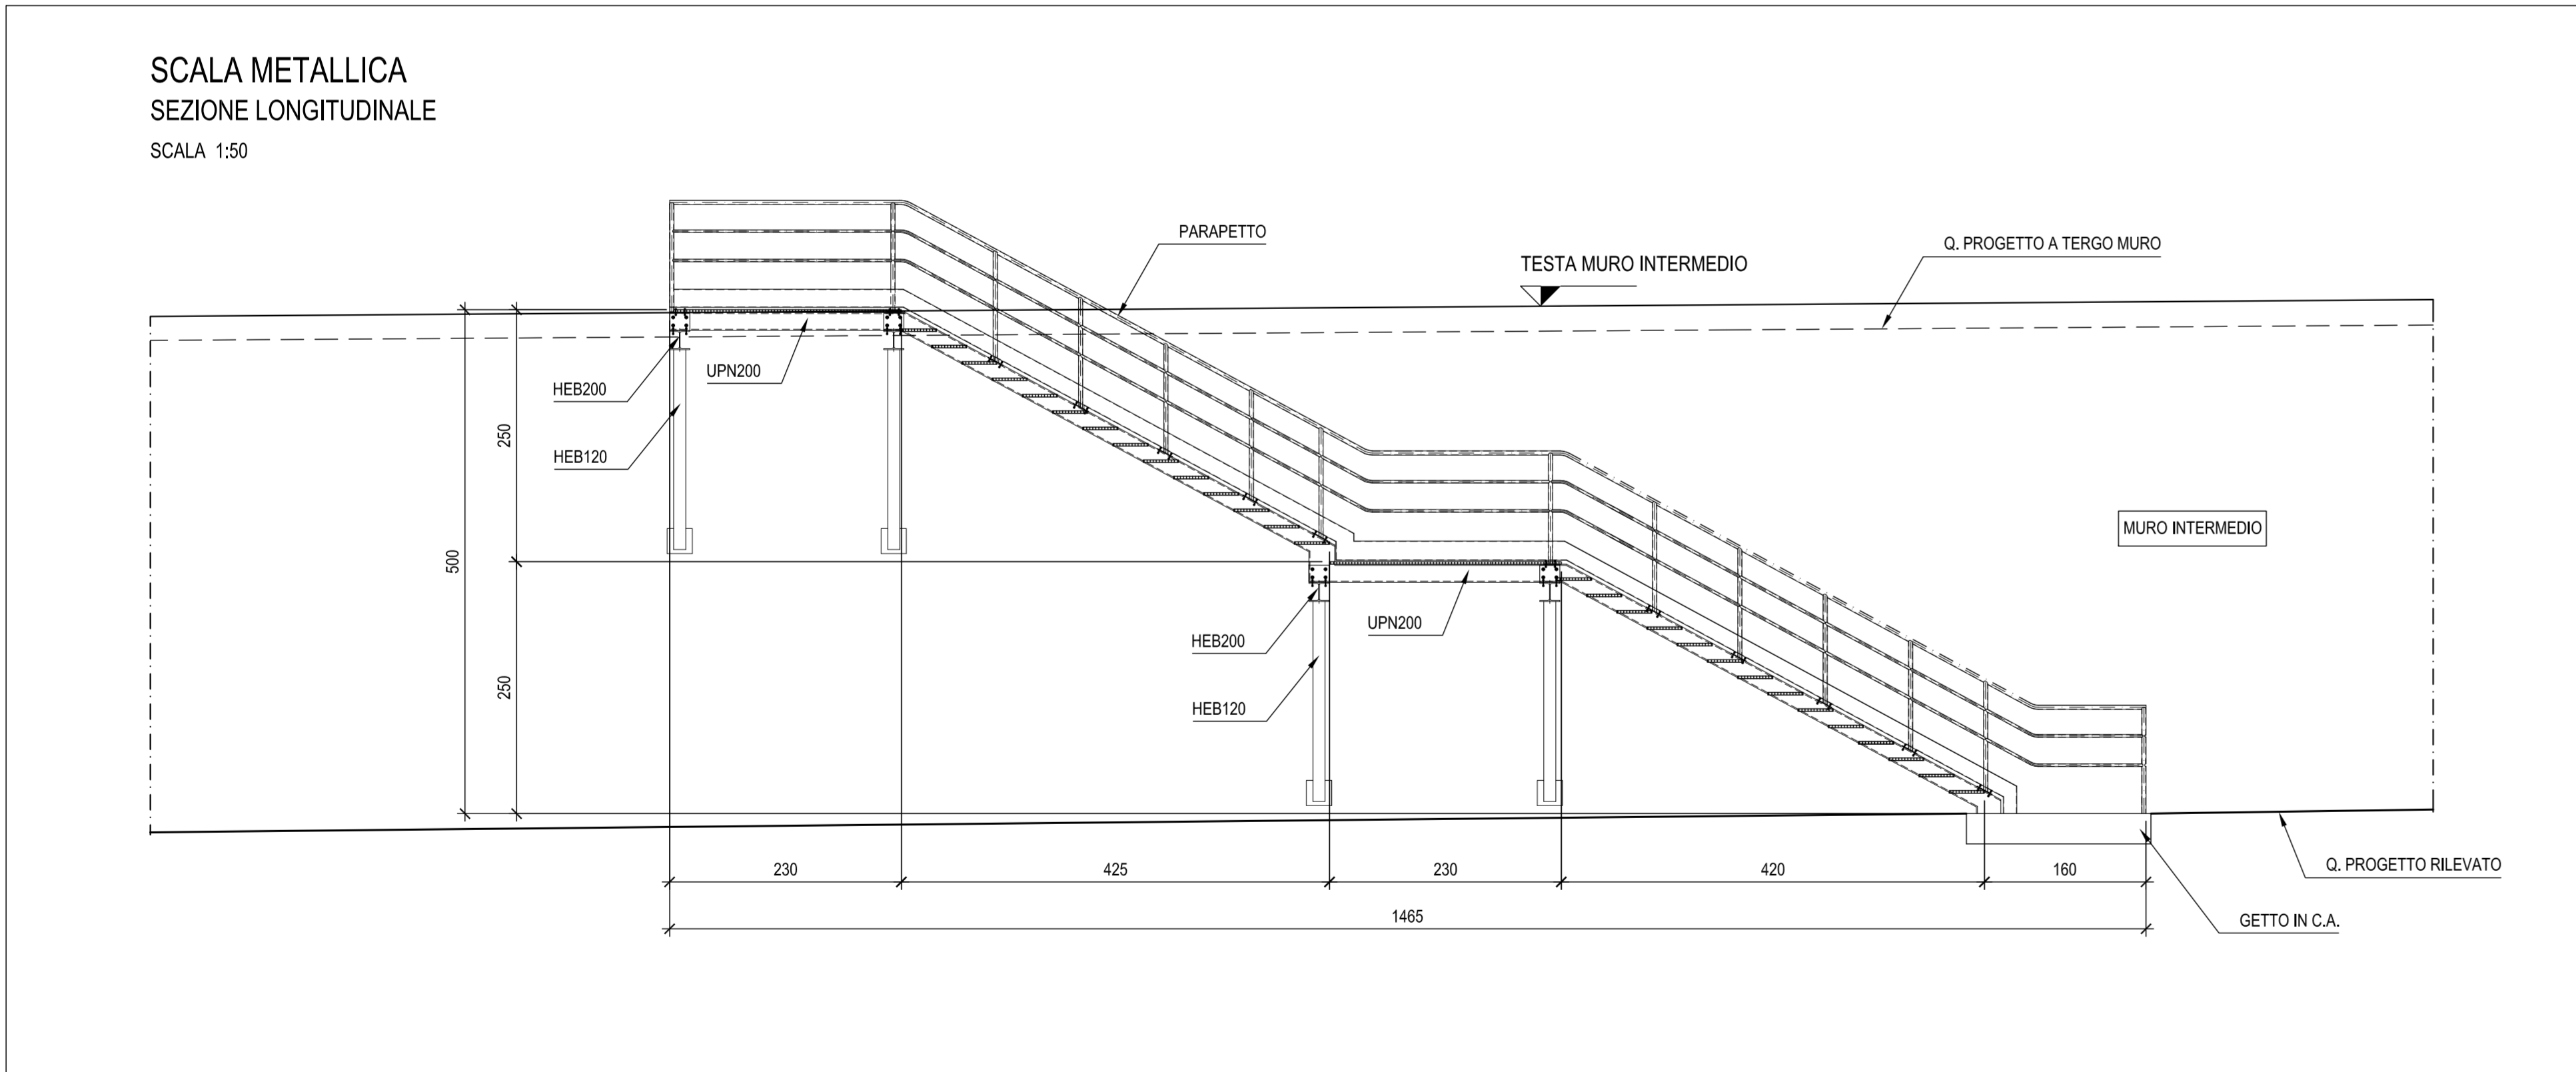 SCALA METALLICA
SEZIONE LONGITUDINALE
SCALA 1:50
PARAPETTO
TESTA MURO INTERMEDIO
Q. PROGETTO A TERGO MURO
HEB200
UPN200
HEB120
250
500
MURO INTERMEDIO
HEB200
UPN200
HEB120
250
230
425
230
420
160
Q. PROGETTO RILEVATO
1465
GETTO IN C.A.